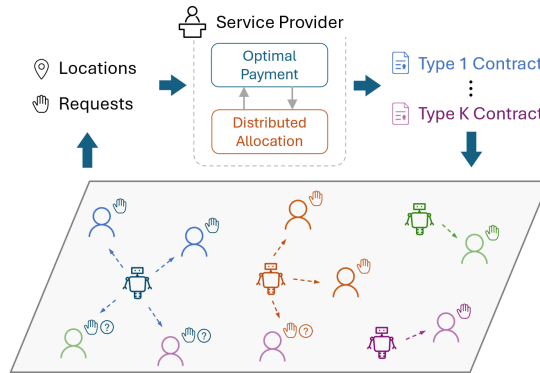 Service Provider
Locations
Requests
Optimal
Payment
Distributed
Allocation
Type 1 Contract
⋮
Type K Contract
?
?
?